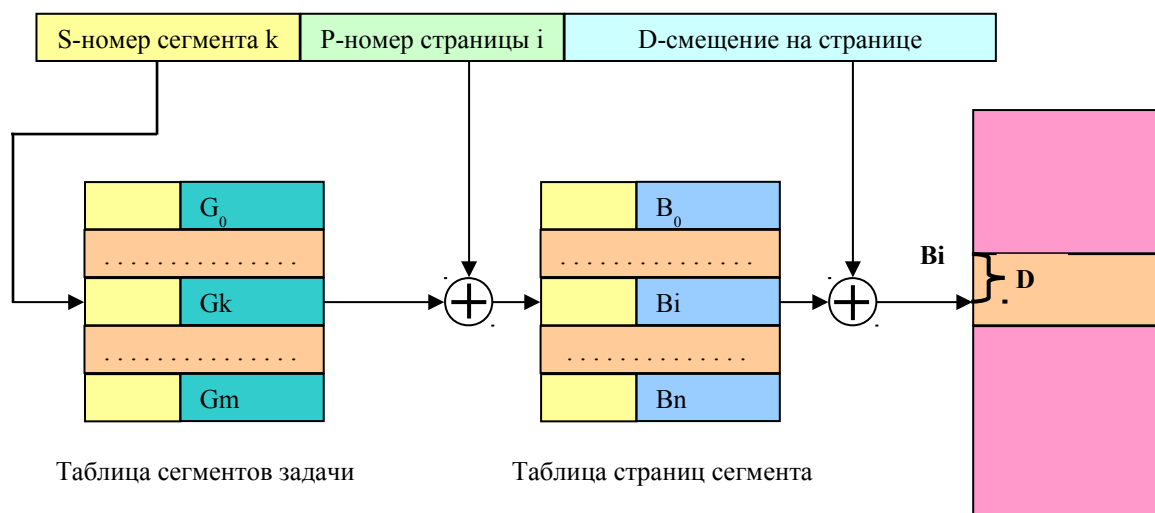 S-номер сегмента k
P-номер страницы i
D-смещение на странице
G0
. . . . . . . . . . . . . . . .
Gk
. . . . . . . . . . . . . . . .
Gm
Таблица сегментов задачи
B0
. . . . . . . . . . . . . . . .
Bi
. . . . . . . . . . . . . . . .
Bn
Таблица страниц сегмента
Bi
D